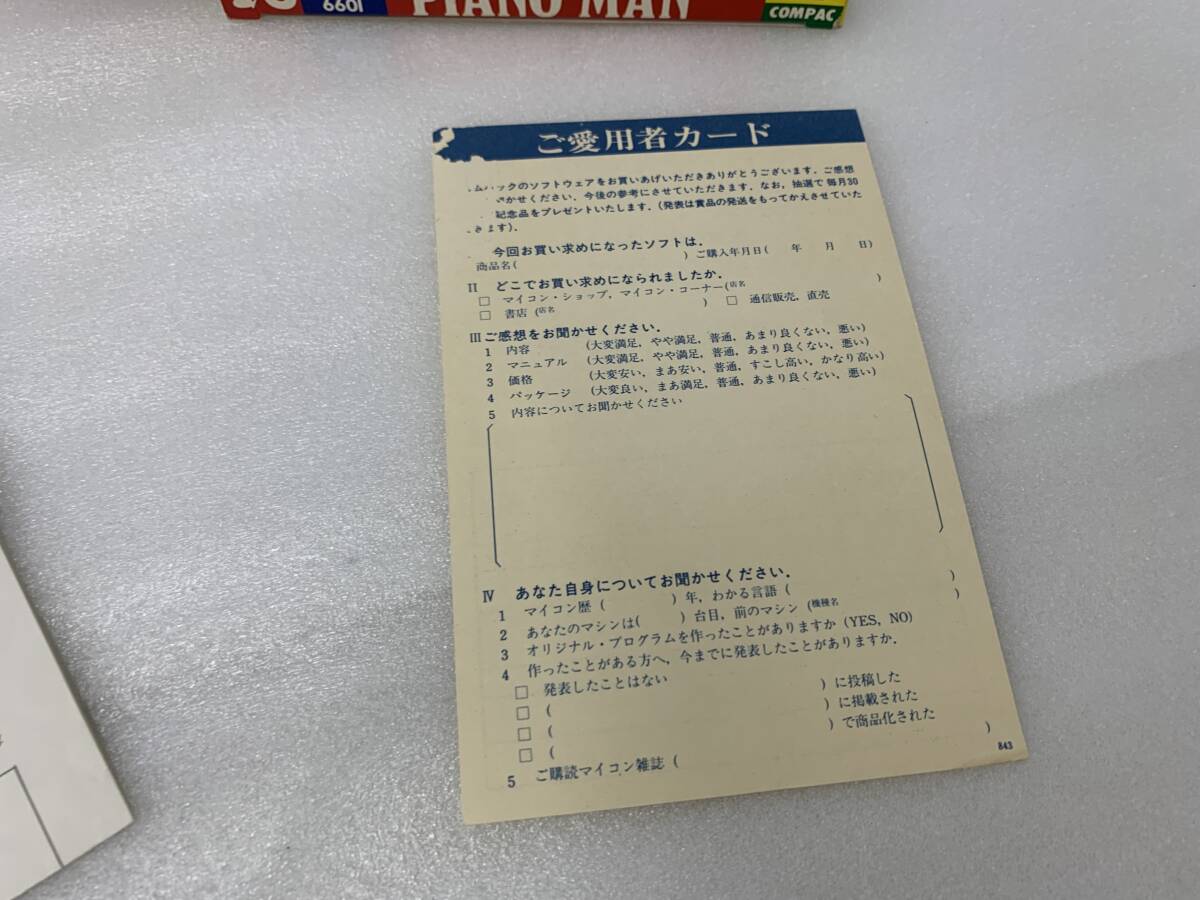 6601
PIANO MAN
COMPAC
ご愛用者カード
ックのソフトウェアをお買いあげいただきありがとうございます．ご感想
かせください．今後の参考にさせていただきます．なお，抽選で毎月30
記念品をプレゼントいたします．（発表は賞品の発送をもってかえさせていた
きます）．
今回お買い求めになったソフトは．
商品名（ ） ご購入年月日（ 年 月 日）
II どこでお買い求めになられましたか．
□ マイコン・ショップ，マイコン・コーナー（店名 ）
□ 書店（店名 ） □ 通信販売，直売
III ご感想をお聞かせください．
1 内容 （大変満足，やや満足，普通，あまり良くない，悪い）
2 マニュアル （大変満足，やや満足，普通，あまり良くない，悪い）
3 価格 （大変安い，まあ安い，普通，すこし高い，かなり高い）
4 パッケージ （大変良い，まあ満足，普通，あまり良くない，悪い）
5 内容についてお聞かせください
IV あなた自身についてお聞かせください．
1 マイコン歴（ ）年，わかる言語（ ）
2 あなたのマシンは（ ）台目，前のマシン（機種名 ）
3 オリジナル・プログラムを作ったことがありますか（YES，NO）
4 作ったことがある方へ，今までに発表したことがありますか．
□ 発表したことはない
□（ ）に投稿した
□（ ）に掲載された
□（ ）で商品化された
5 ご購読マイコン雑誌（ ）
843